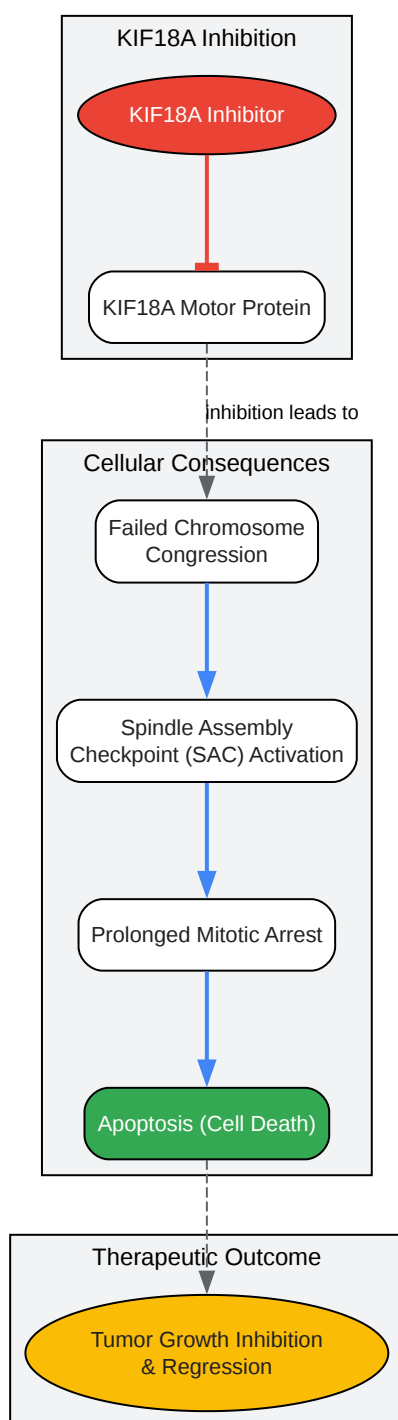 KIF18A Inhibition
KIF18A Inhibitor
KIF18A Motor Protein
inhibition leads to
Cellular Consequences
Failed Chromosome
Congression
Spindle Assembly
Checkpoint (SAC) Activation
Prolonged Mitotic Arrest
Apoptosis (Cell Death)
Therapeutic Outcome
Tumor Growth Inhibition
& Regression